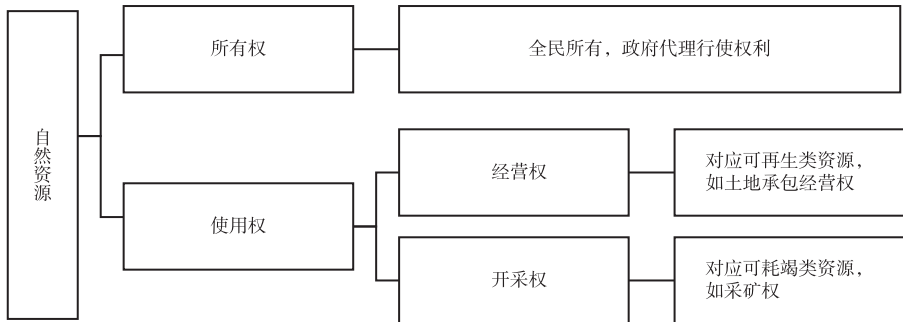 自然资源
所有权
全民所有，政府代理行使权利
使用权
经营权
对应可再生类资源，
如土地承包经营权
开采权
对应可耗竭类资源，
如采矿权